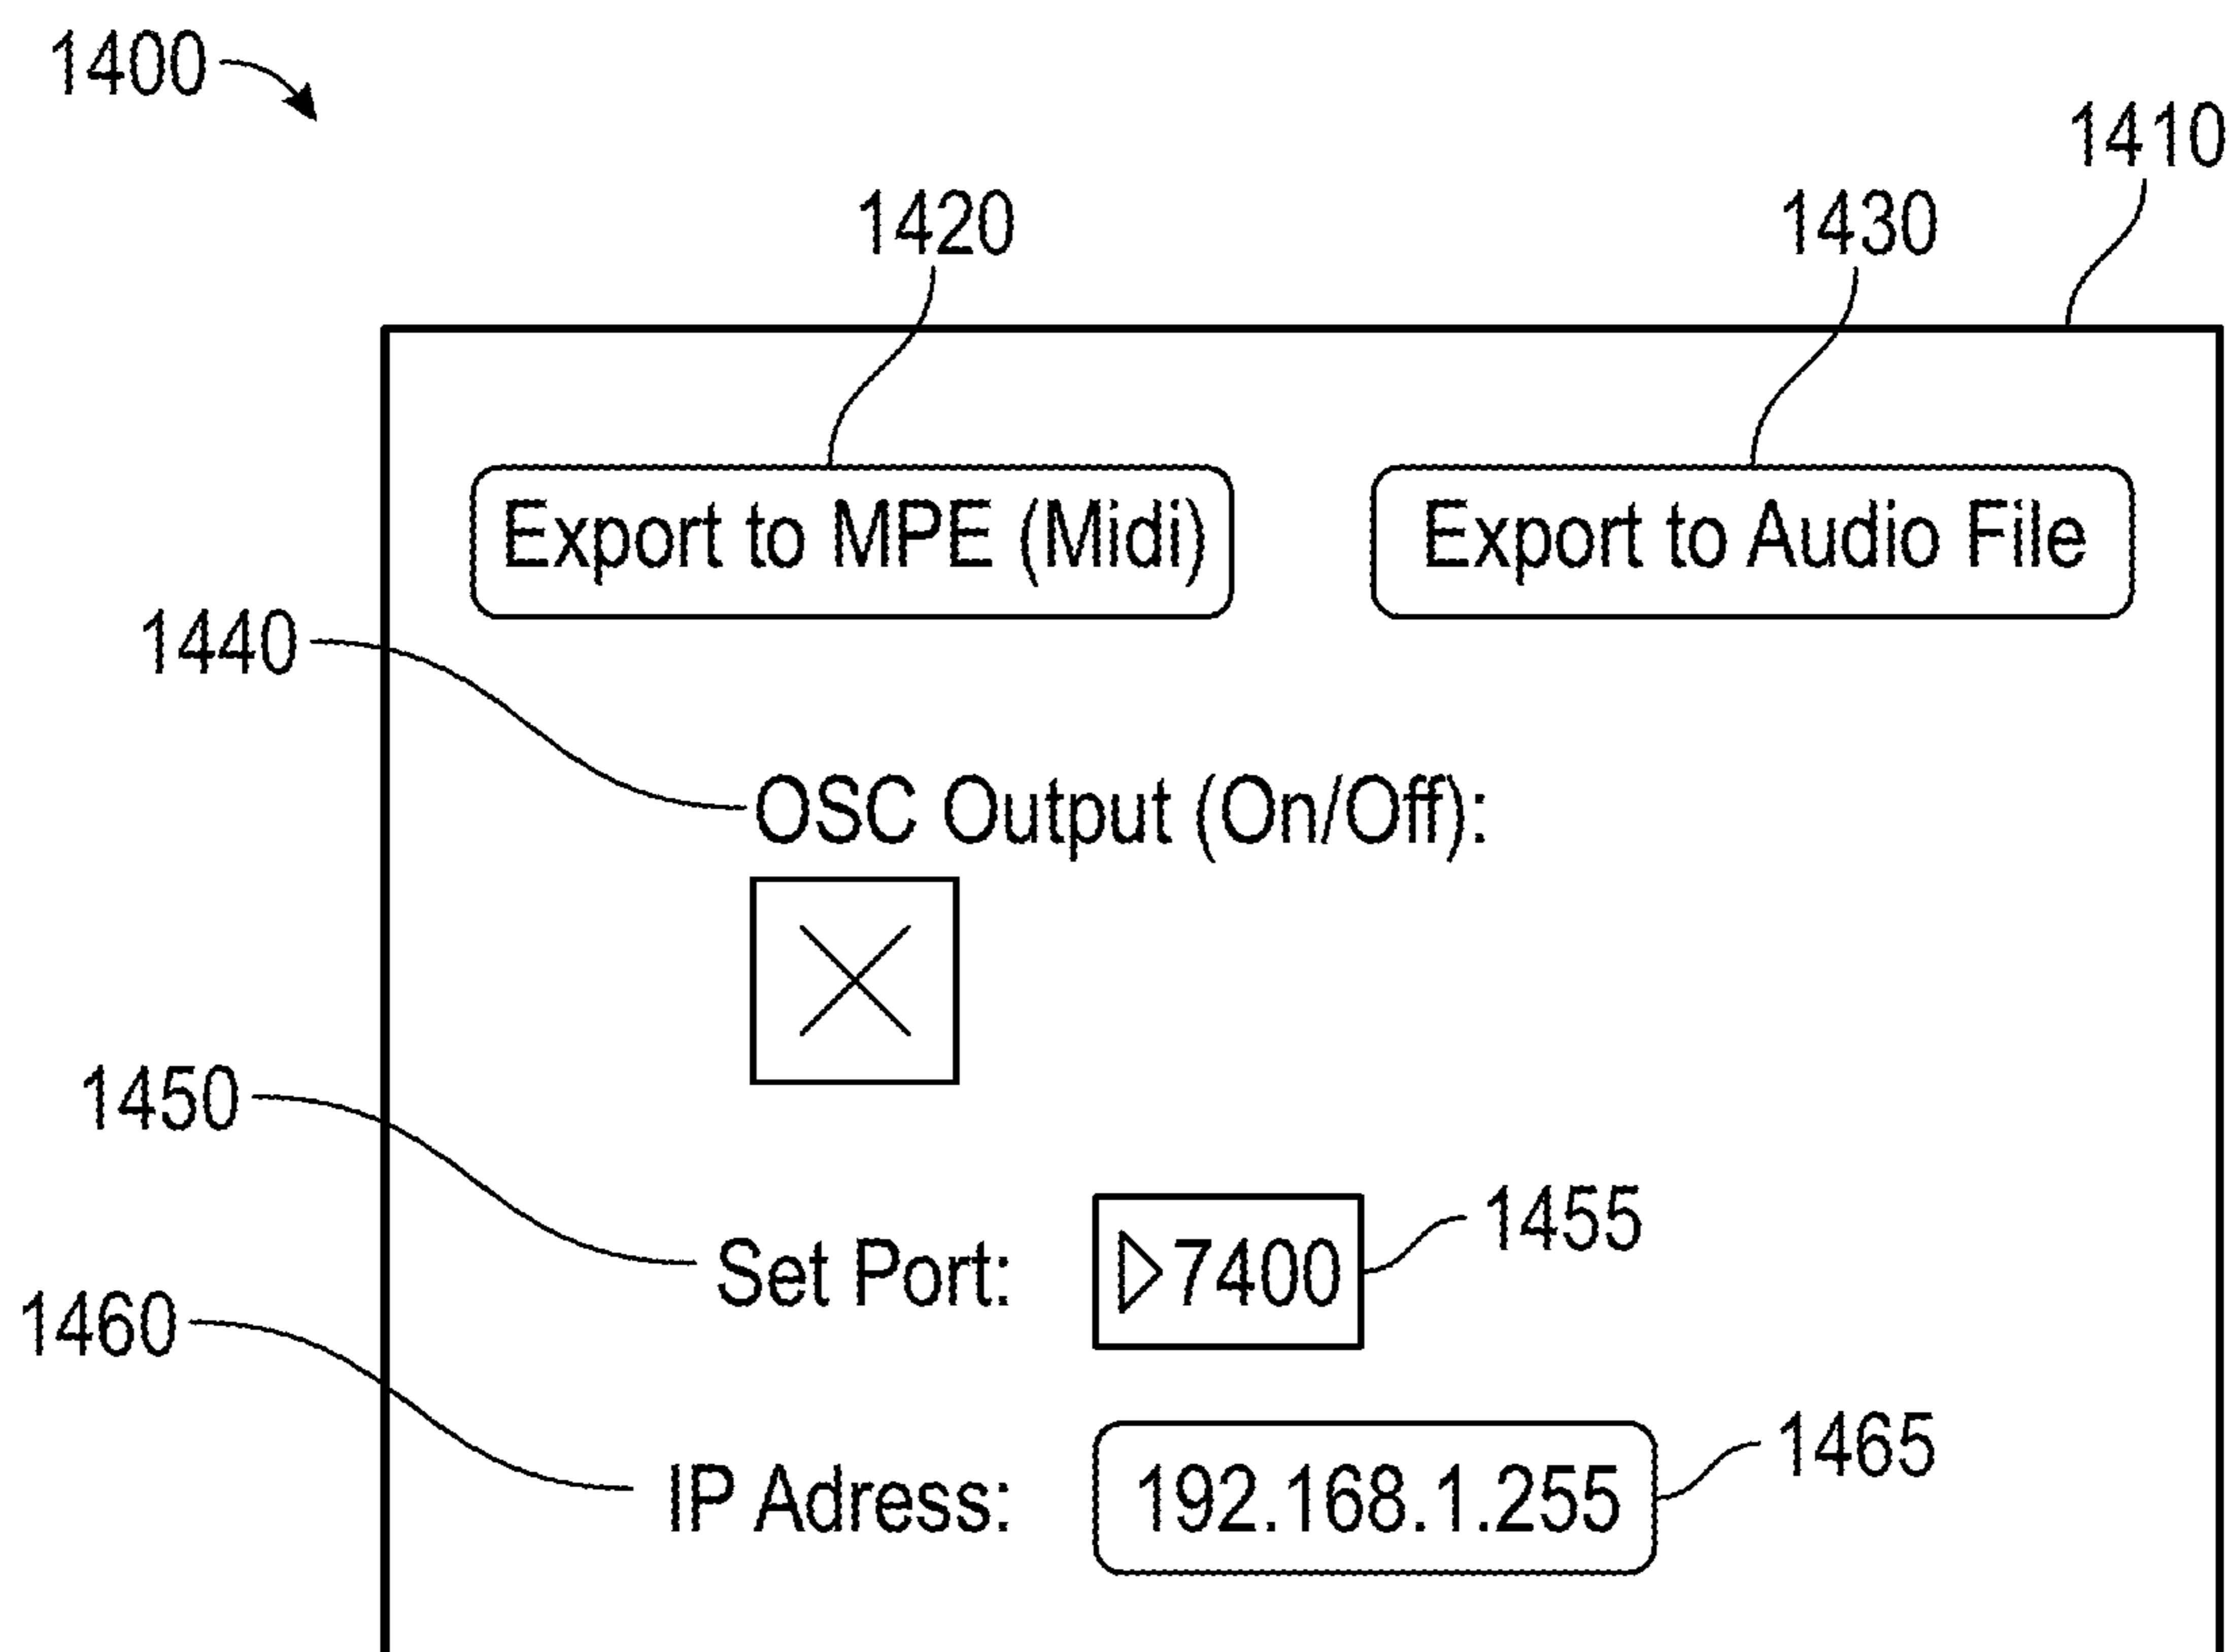 1400
1410
1420
1430
Export to MPE (Midi)
Export to Audio File
1440
OSC Output (On/Off):
1450
Set Port:
7400
1455
1460
IP Adress:
192.168.1.255
1465